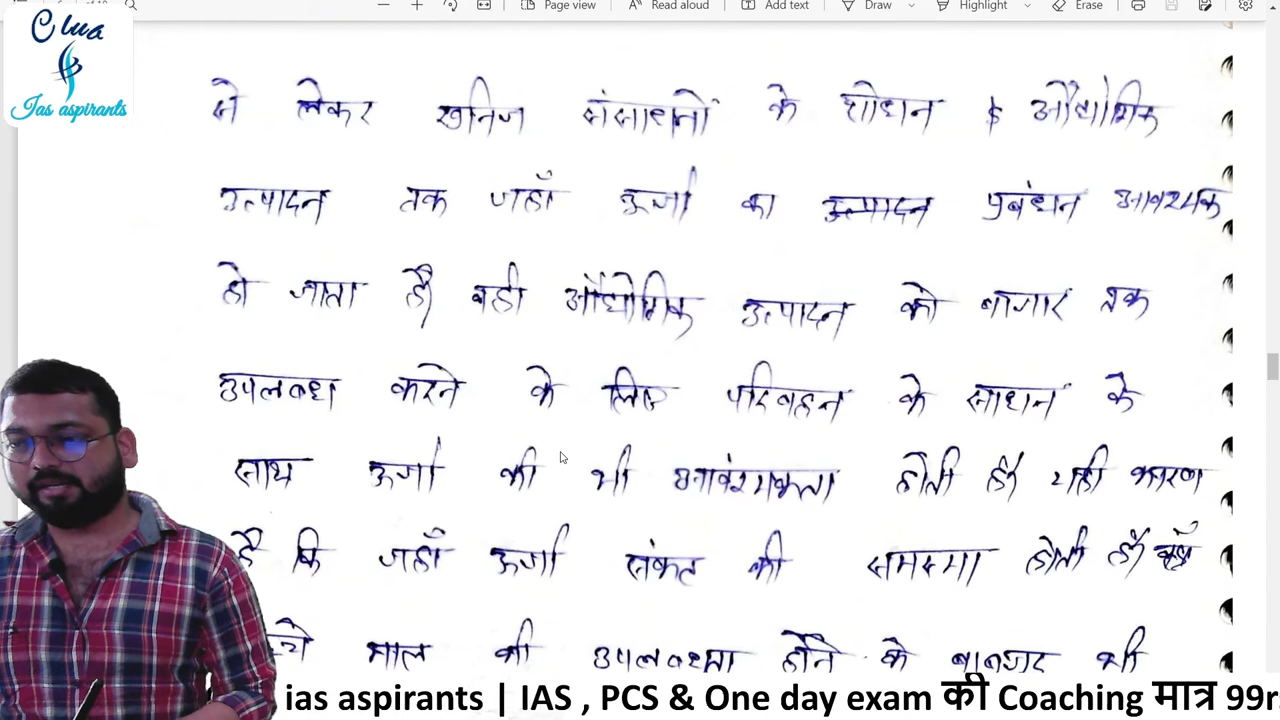 Page view Read aloud Add text Draw Highlight Erase
Clua
Ias aspirants
से लेकर खनिज संसाधनों के शोधन & औद्योगिक
उत्पादन तक जहाँ ऊर्जा का उत्पादन प्रबंधन आवश्यक
हो जाता है वही औद्योगिक उत्पादन को बाजार तक
उपलब्ध करने के लिए परिवहन के साधन के
साथ ऊर्जा की भी आवश्यकता होती है यही कारण
है कि जहाँ ऊर्जा संकट की समस्या होती है वहाँ
माल की उपलब्धता होने के बावजूद भी
ias aspirants | IAS , PCS & One day exam की Coaching मात्र 99r